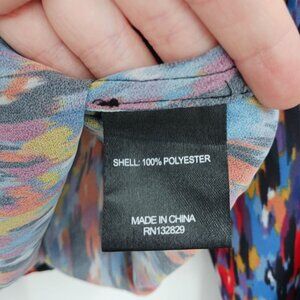 SHELL: 100% POLYESTER
MADE IN CHINA
RN132829